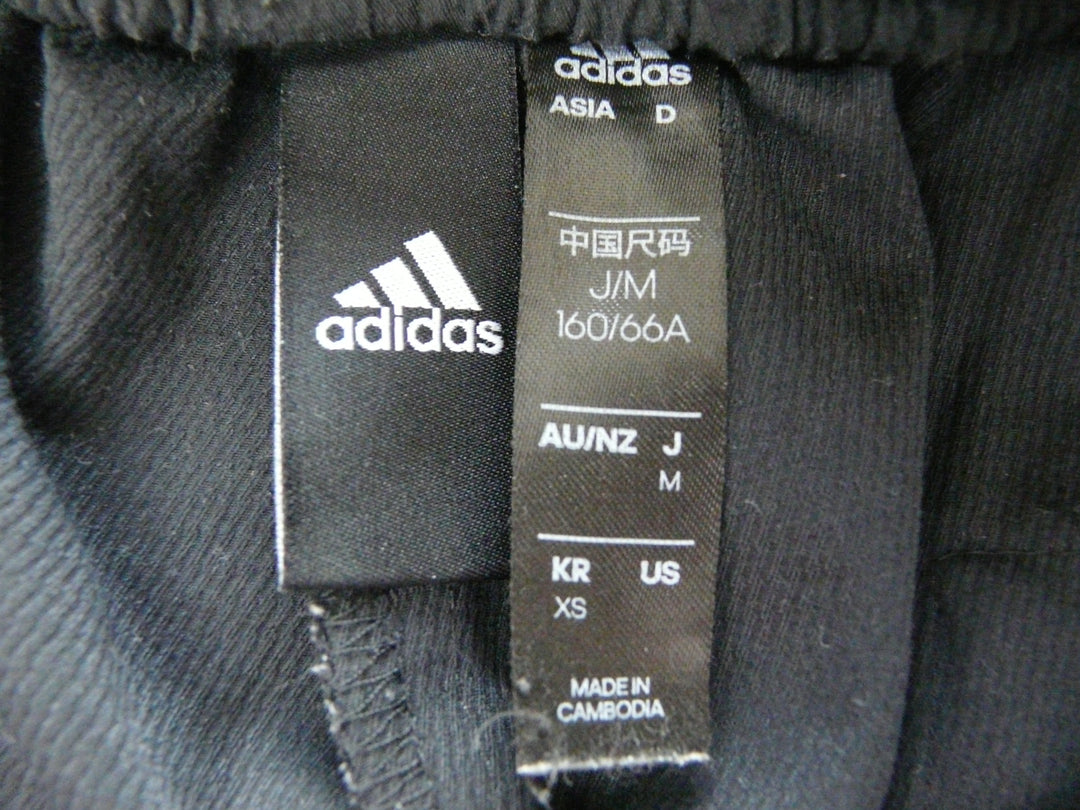 adidas
adidas
ASIA D
中国尺码
J/M
160/66A
AU/NZ J
M
KR US
XS
MADE IN
CAMBODIA